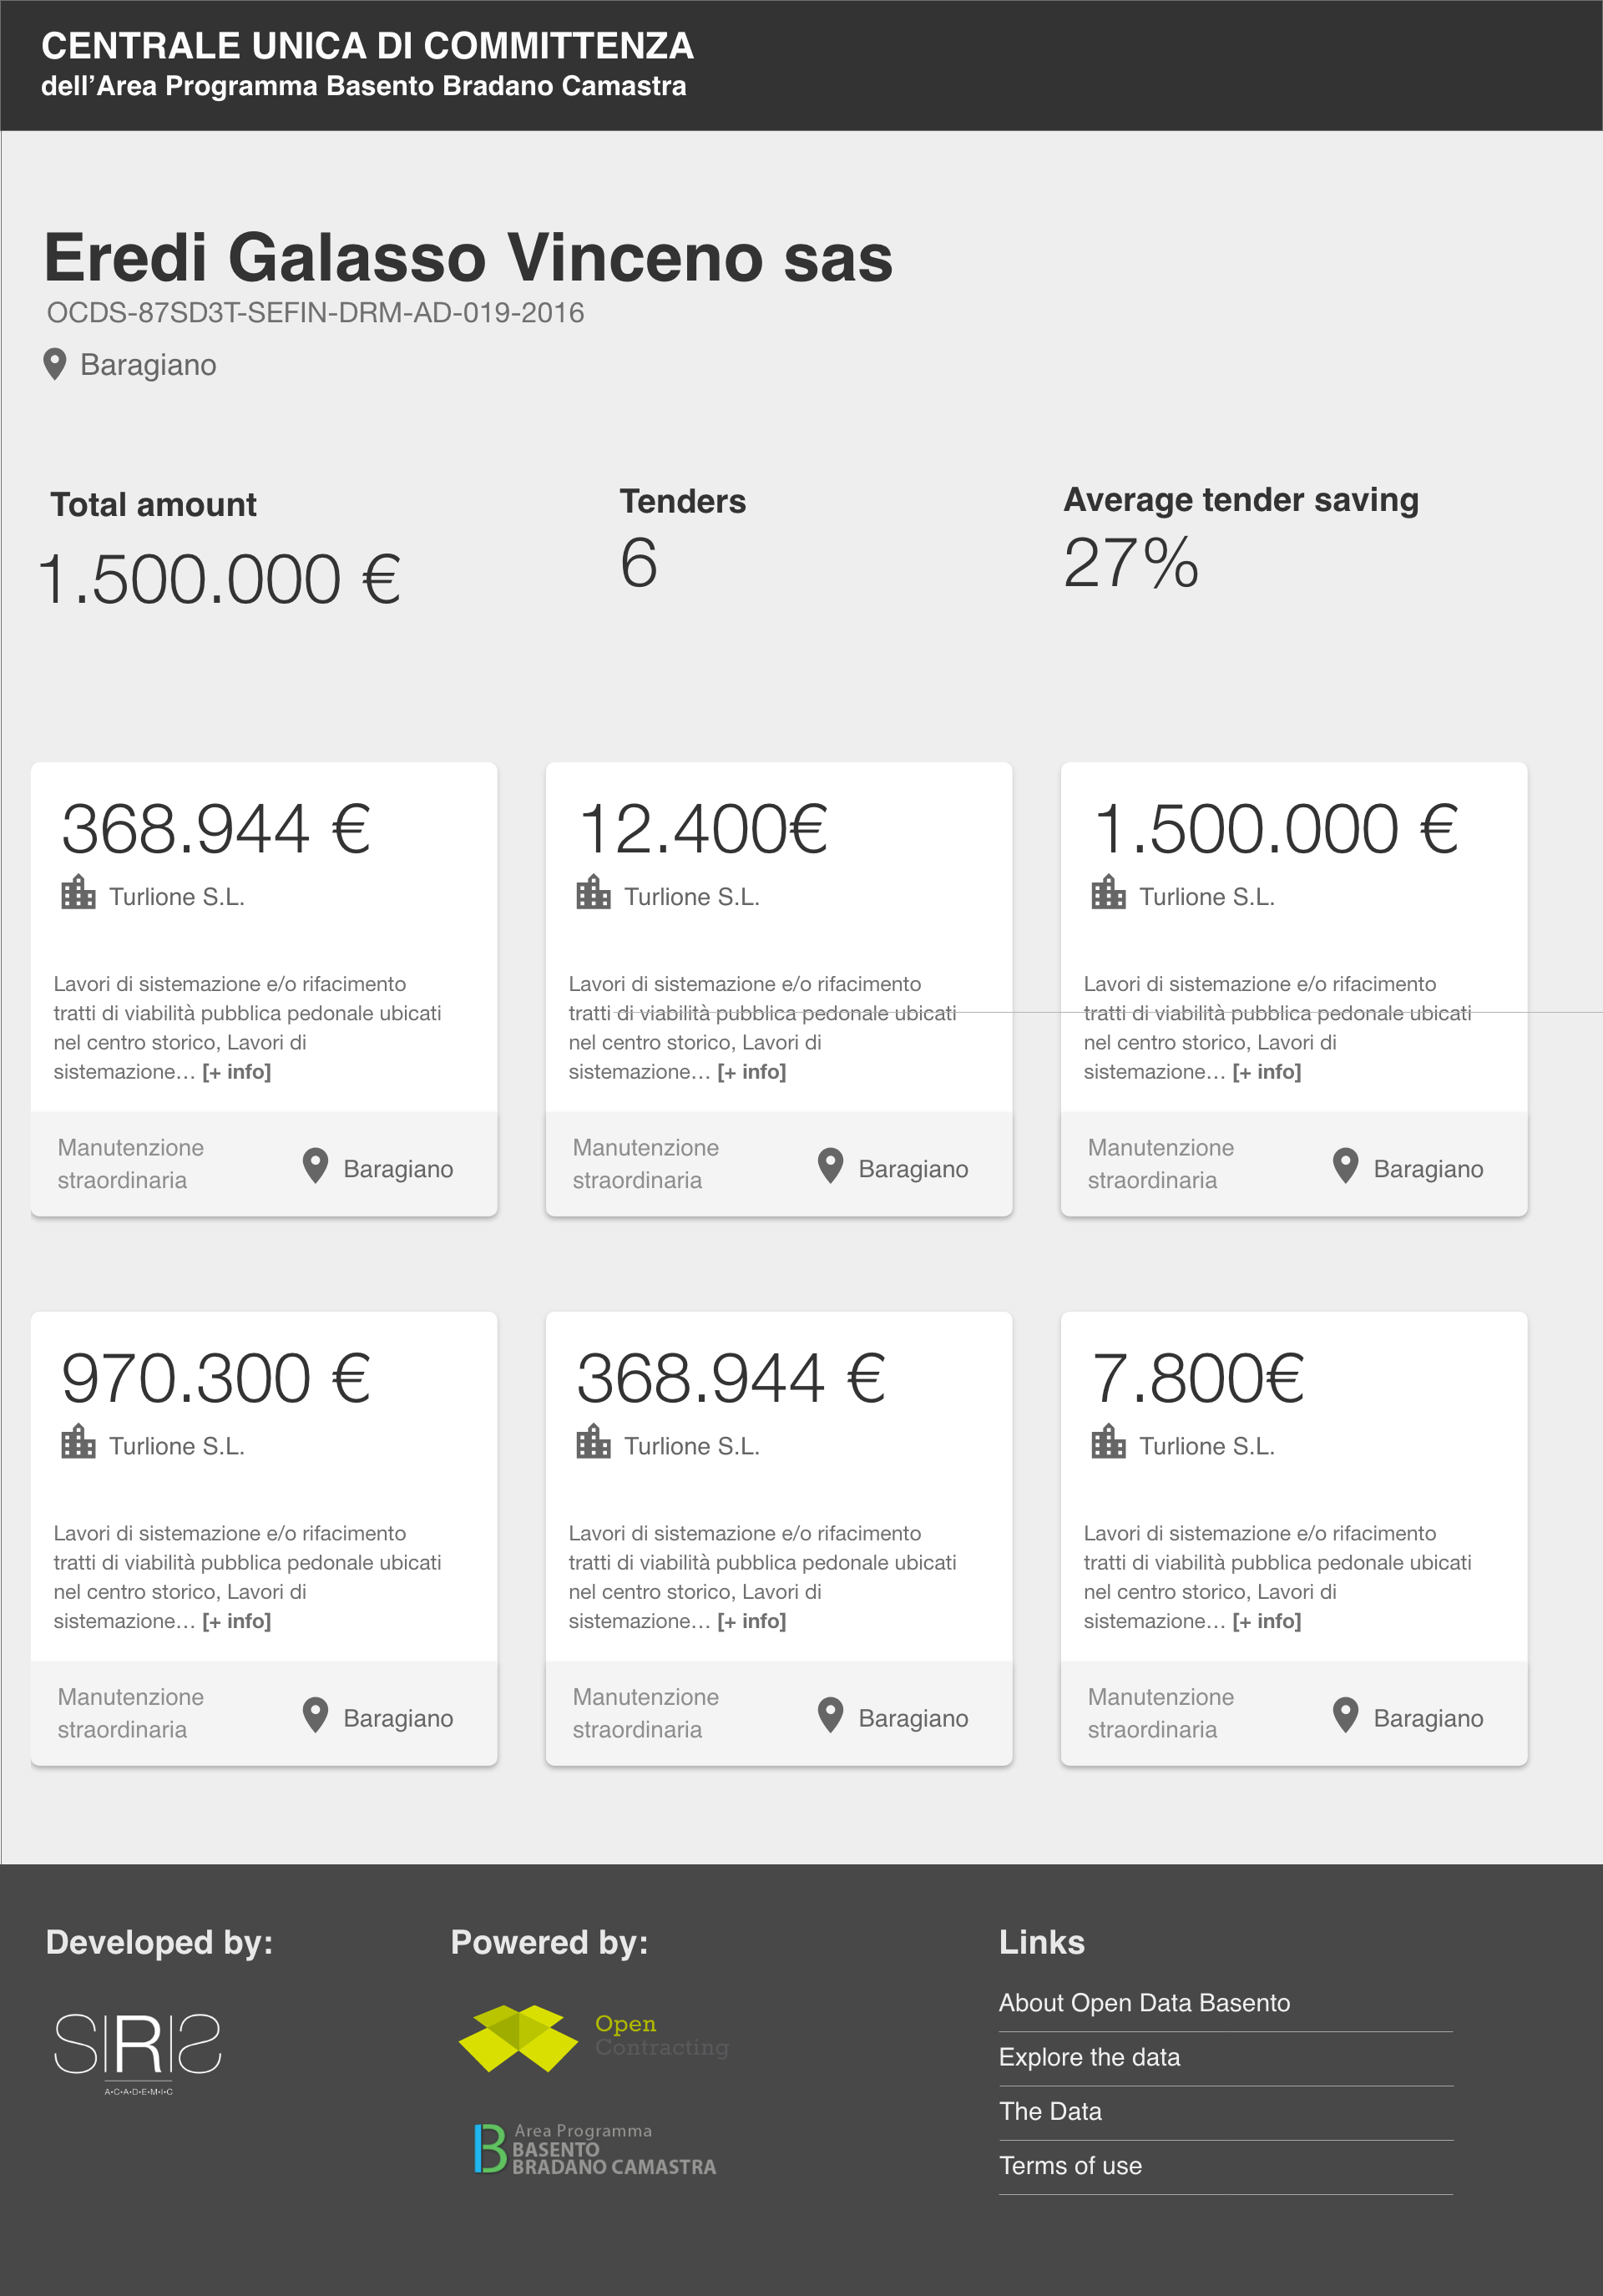 CENTRALE UNICA DI COMMITTENZA
dell’Area Programma Basento Bradano Camastra
Eredi Galasso Vinceno sas
OCDS-87SD3T-SEFIN-DRM-AD-019-2016
Baragiano
Total amount
1.500.000 €
Tenders
6
Average tender saving
27%
368.944 €
Turlione S.L.
Lavori di sistemazione e/o rifacimento
tratti di viabilità pubblica pedonale ubicati
nel centro storico, Lavori di
sistemazione… [+ info]
Manutenzione
straordinaria
Baragiano
12.400€
Turlione S.L.
Lavori di sistemazione e/o rifacimento
tratti di viabilità pubblica pedonale ubicati
nel centro storico, Lavori di
sistemazione… [+ info]
Manutenzione
straordinaria
Baragiano
1.500.000 €
Turlione S.L.
Lavori di sistemazione e/o rifacimento
tratti di viabilità pubblica pedonale ubicati
nel centro storico, Lavori di
sistemazione… [+ info]
Manutenzione
straordinaria
Baragiano
970.300 €
Turlione S.L.
Lavori di sistemazione e/o rifacimento
tratti di viabilità pubblica pedonale ubicati
nel centro storico, Lavori di
sistemazione… [+ info]
Manutenzione
straordinaria
Baragiano
368.944 €
Turlione S.L.
Lavori di sistemazione e/o rifacimento
tratti di viabilità pubblica pedonale ubicati
nel centro storico, Lavori di
sistemazione… [+ info]
Manutenzione
straordinaria
Baragiano
7.800€
Turlione S.L.
Lavori di sistemazione e/o rifacimento
tratti di viabilità pubblica pedonale ubicati
nel centro storico, Lavori di
sistemazione… [+ info]
Manutenzione
straordinaria
Baragiano
Developed by:
S|R|S
A•C•A•D•E•M•I•C
Powered by:
Open
Contracting
B
Area Programma
BASENTO
BRADANO CAMASTRA
Links
About Open Data Basento
Explore the data
The Data
Terms of use